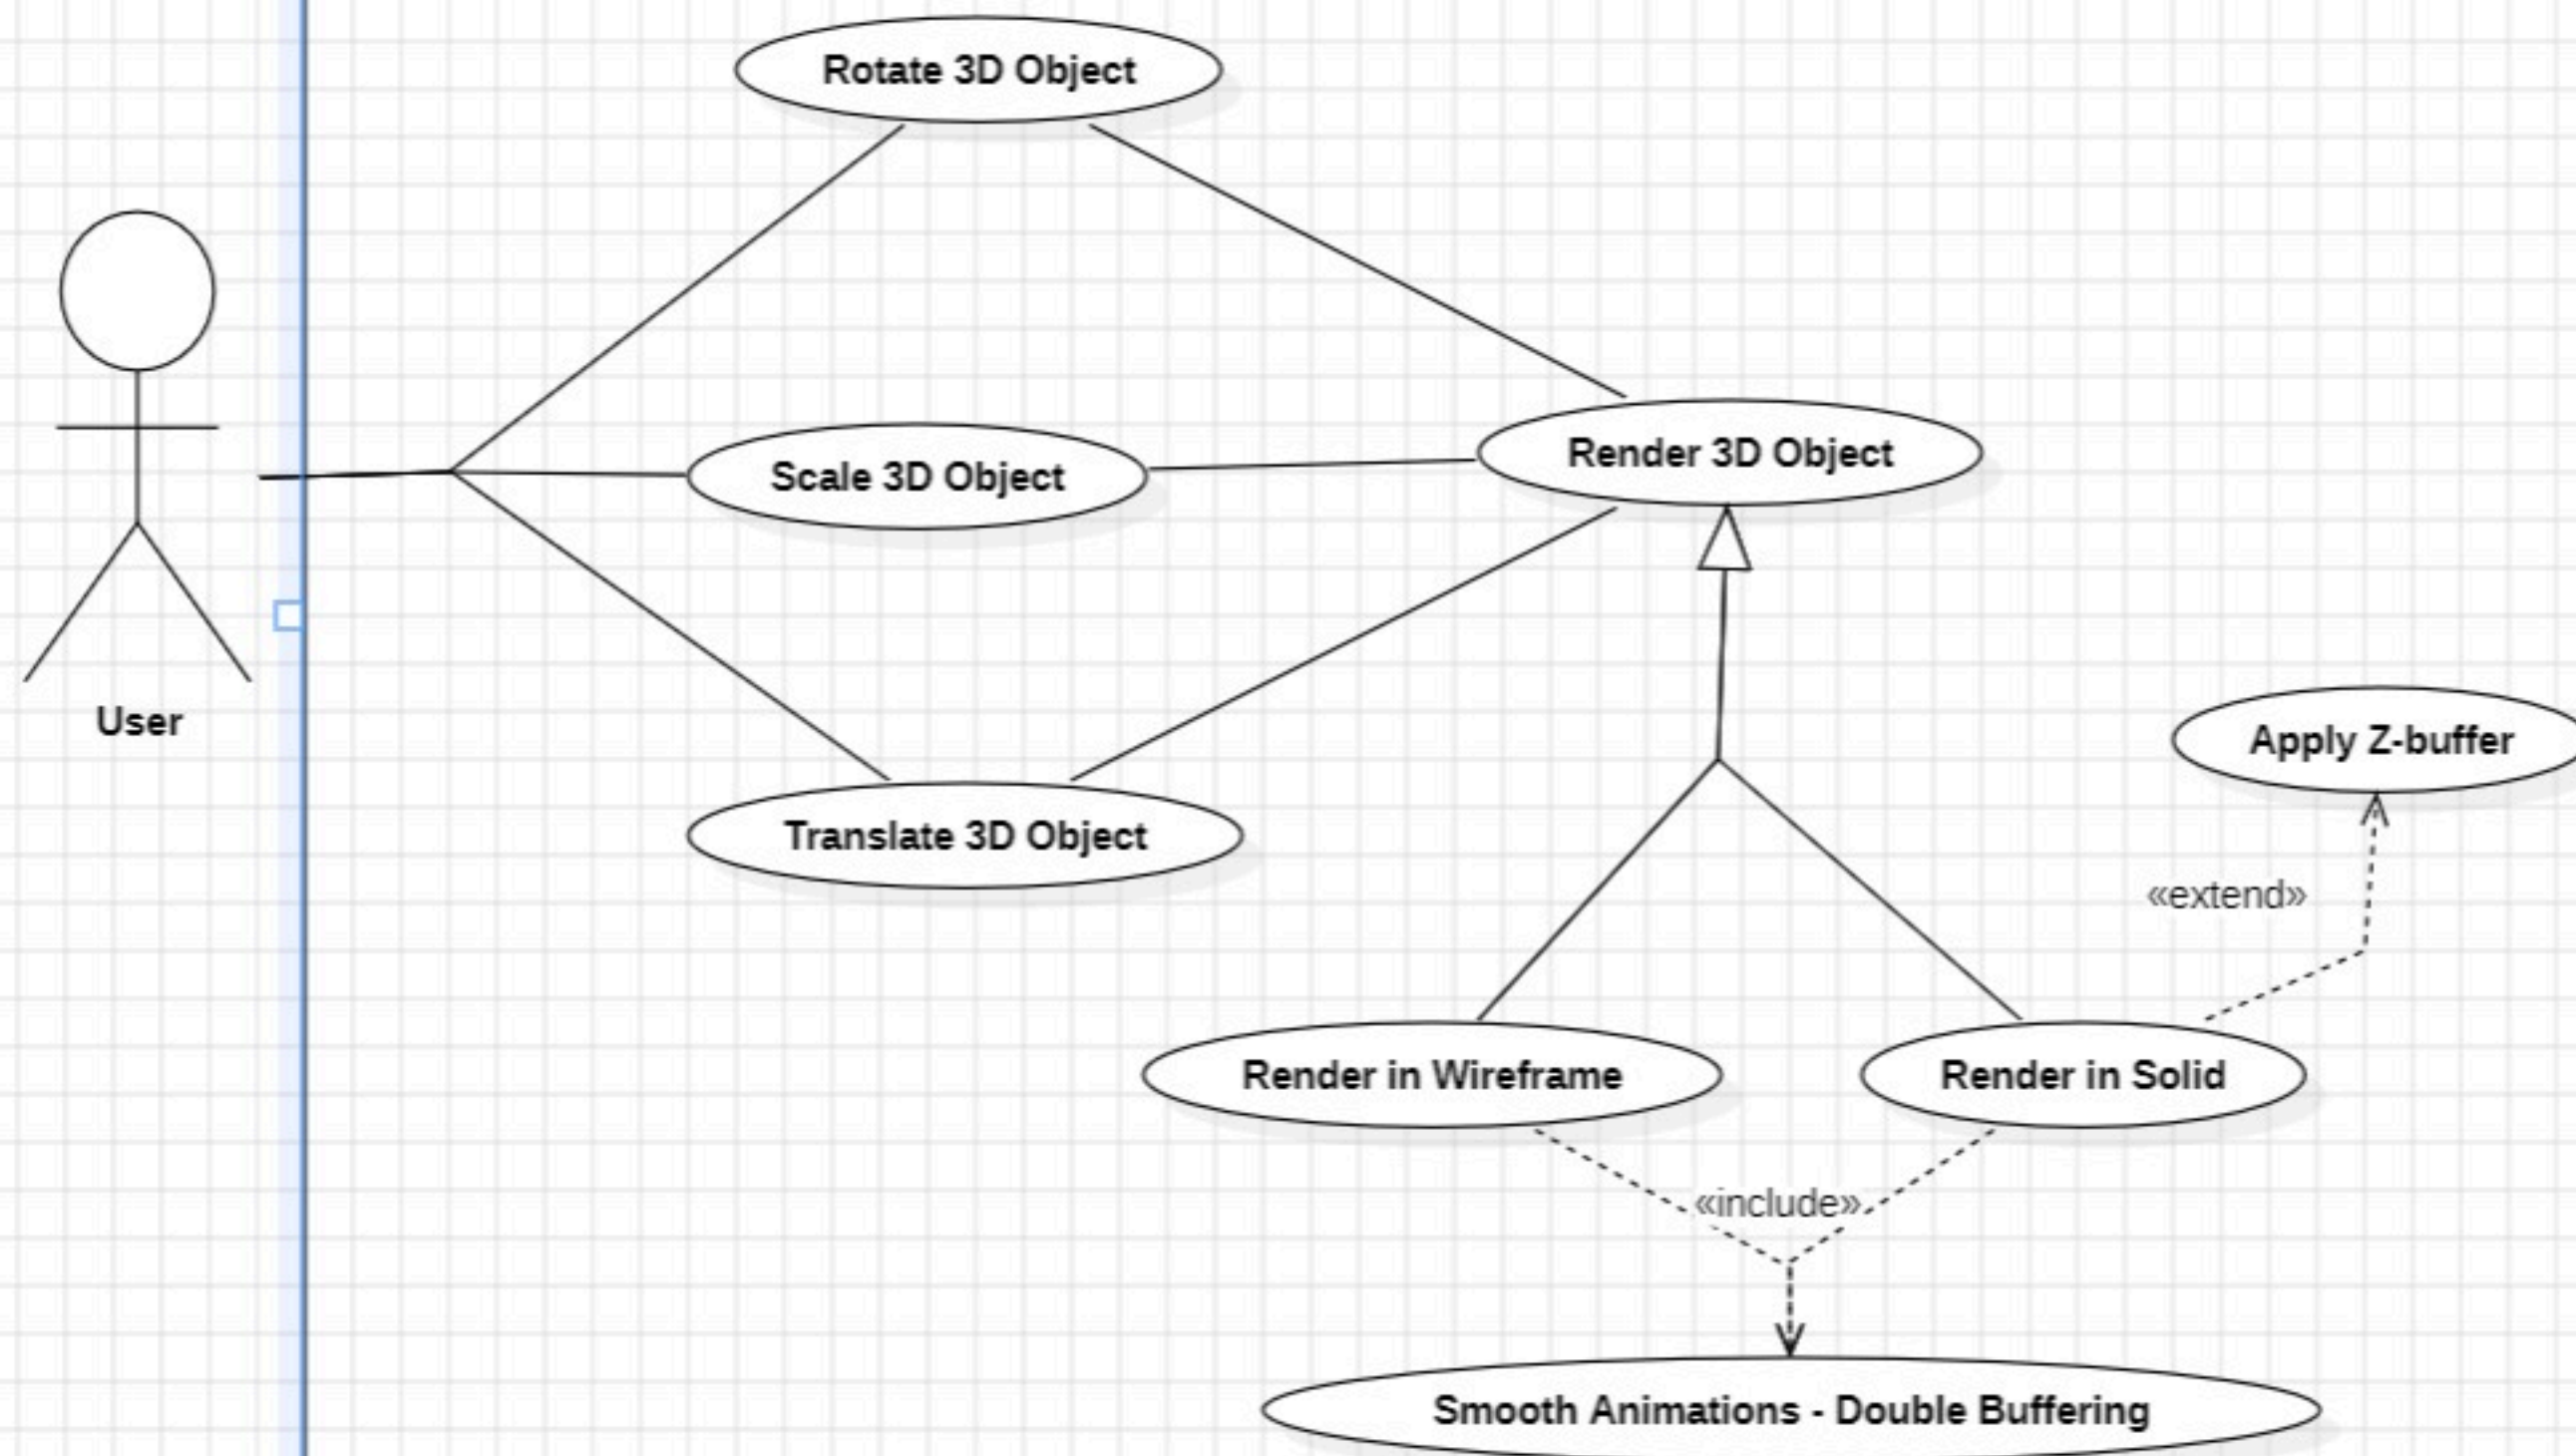 Rotate 3D Object
Scale 3D Object
Render 3D Object
User
Translate 3D Object
Apply Z-buffer
«extend»
Render in Wireframe
Render in Solid
«include»
Smooth Animations - Double Buffering